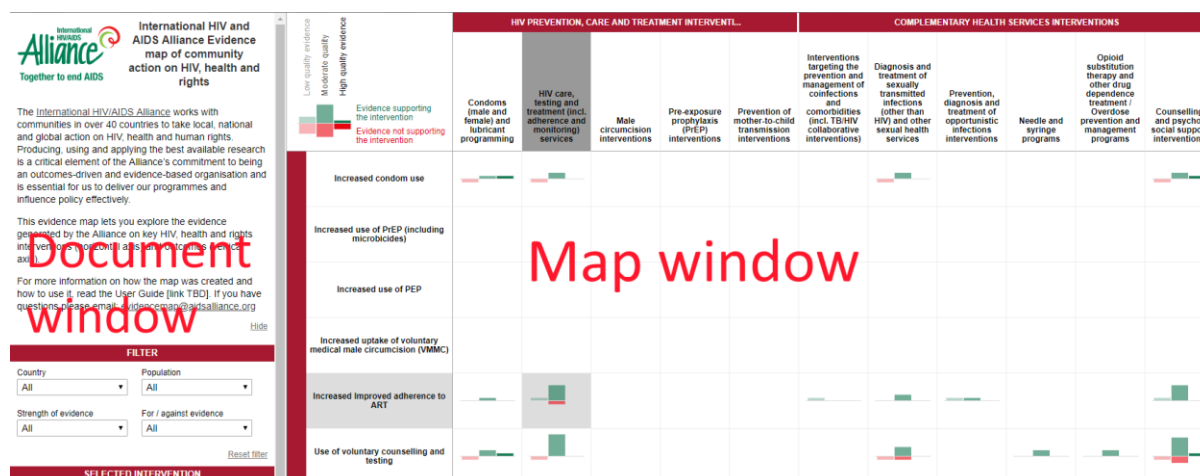 International
HIV/AIDS
Alliance
Together to end AIDS
International HIV and
AIDS Alliance Evidence
map of community
action on HIV, health and
rights
The International HIV/AIDS Alliance works with
communities in over 40 countries to take local, national
and global action on HIV, health and human rights.
Producing, using and applying the best available research
is a critical element of the Alliance's commitment to being
an outcomes-driven and evidence-based organisation and
is essential for us to deliver our programmes and
influence policy effectively.
This evidence map lets you explore the evidence
generated by the Alliance on key HIV, health and rights
For more information on how the map was created and
how to use it, read the User Guide [link TBD]. If you have
questions please email: evidencemap@aidsalliance.org
Document
window
Hide
FILTER
Country
Population
All
All
Strength of evidence
For / against evidence
All
All
Reset filter
SELECTED INTERVENTION
Low quality evidence
Moderate quality
High quality evidence
Evidence supporting
the intervention
Evidence not supporting
the intervention
HIV PREVENTION, CARE AND TREATMENT INTERVENTI...
COMPLEMENTARY HEALTH SERVICES INTERVENTIONS
Condoms
(male and
female) and
lubricant
programming
HIV care,
testing and
treatment (incl.
adherence and
monitoring)
services
Male
circumcision
interventions
Pre-exposure
prophylaxis
(PrEP)
interventions
Prevention of
mother-to-child
transmission
interventions
Interventions
targeting the
prevention and
management of
coinfections
and
comorbidities
(incl. TB/HIV
collaborative
interventions)
Diagnosis and
treatment of
sexually
transmitted
infections
(other than
HIV) and other
sexual health
services
Prevention,
diagnosis and
treatment of
opportunistic
infections
interventions
Needle and
syringe
programs
Opioid
substitution
therapy and
other drug
dependence
treatment /
Overdose
prevention and
management
programs
Counselling
and psycho
social suppo
intervention
Increased condom use
Increased use of PrEP (including
microbicides)
Map window
Increased use of PEP
Increased uptake of voluntary
medical male circumcision (VMMC)
Increased Improved adherence to
ART
Use of voluntary counselling and
testing